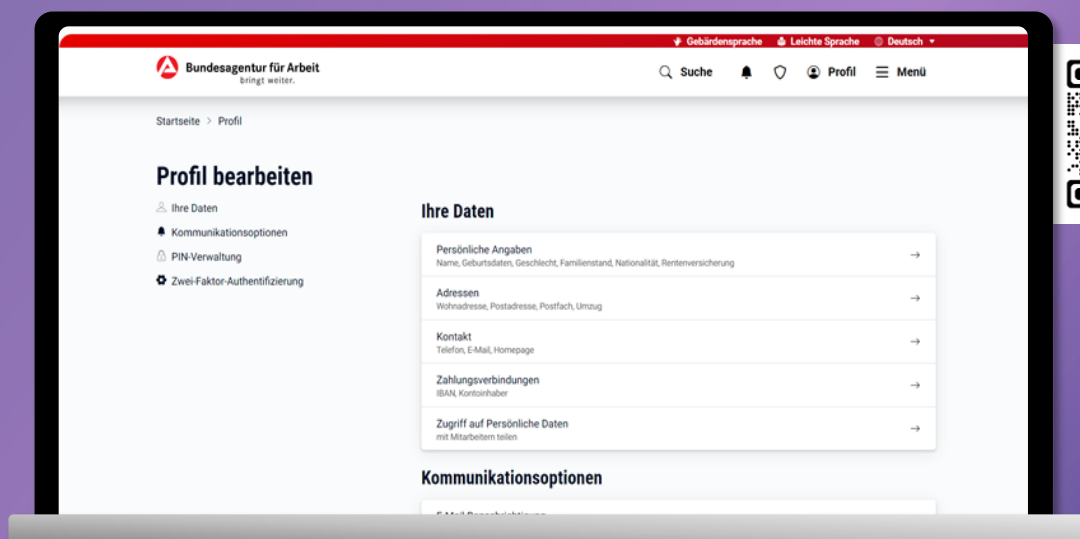 Gebärdensprache Leichte Sprache Deutsch
Bundesagentur für Arbeit
bringt weiter.
Suche Profil Menü
Startseite > Profil
Profil bearbeiten
Ihre Daten
Kommunikationsoptionen
PIN-Verwaltung
Zwei-Faktor-Authentifizierung
Ihre Daten
Persönliche Angaben
Name, Geburtsdaten, Geschlecht, Familienstand, Nationalität, Rentenversicherung
Adressen
Wohnadresse, Postadresse, Postfach, Umzug
Kontakt
Telefon, E-Mail, Homepage
Zahlungsverbindungen
IBAN, Kontoinhaber
Zugriff auf Persönliche Daten
mit Mitarbeitern teilen
Kommunikationsoptionen